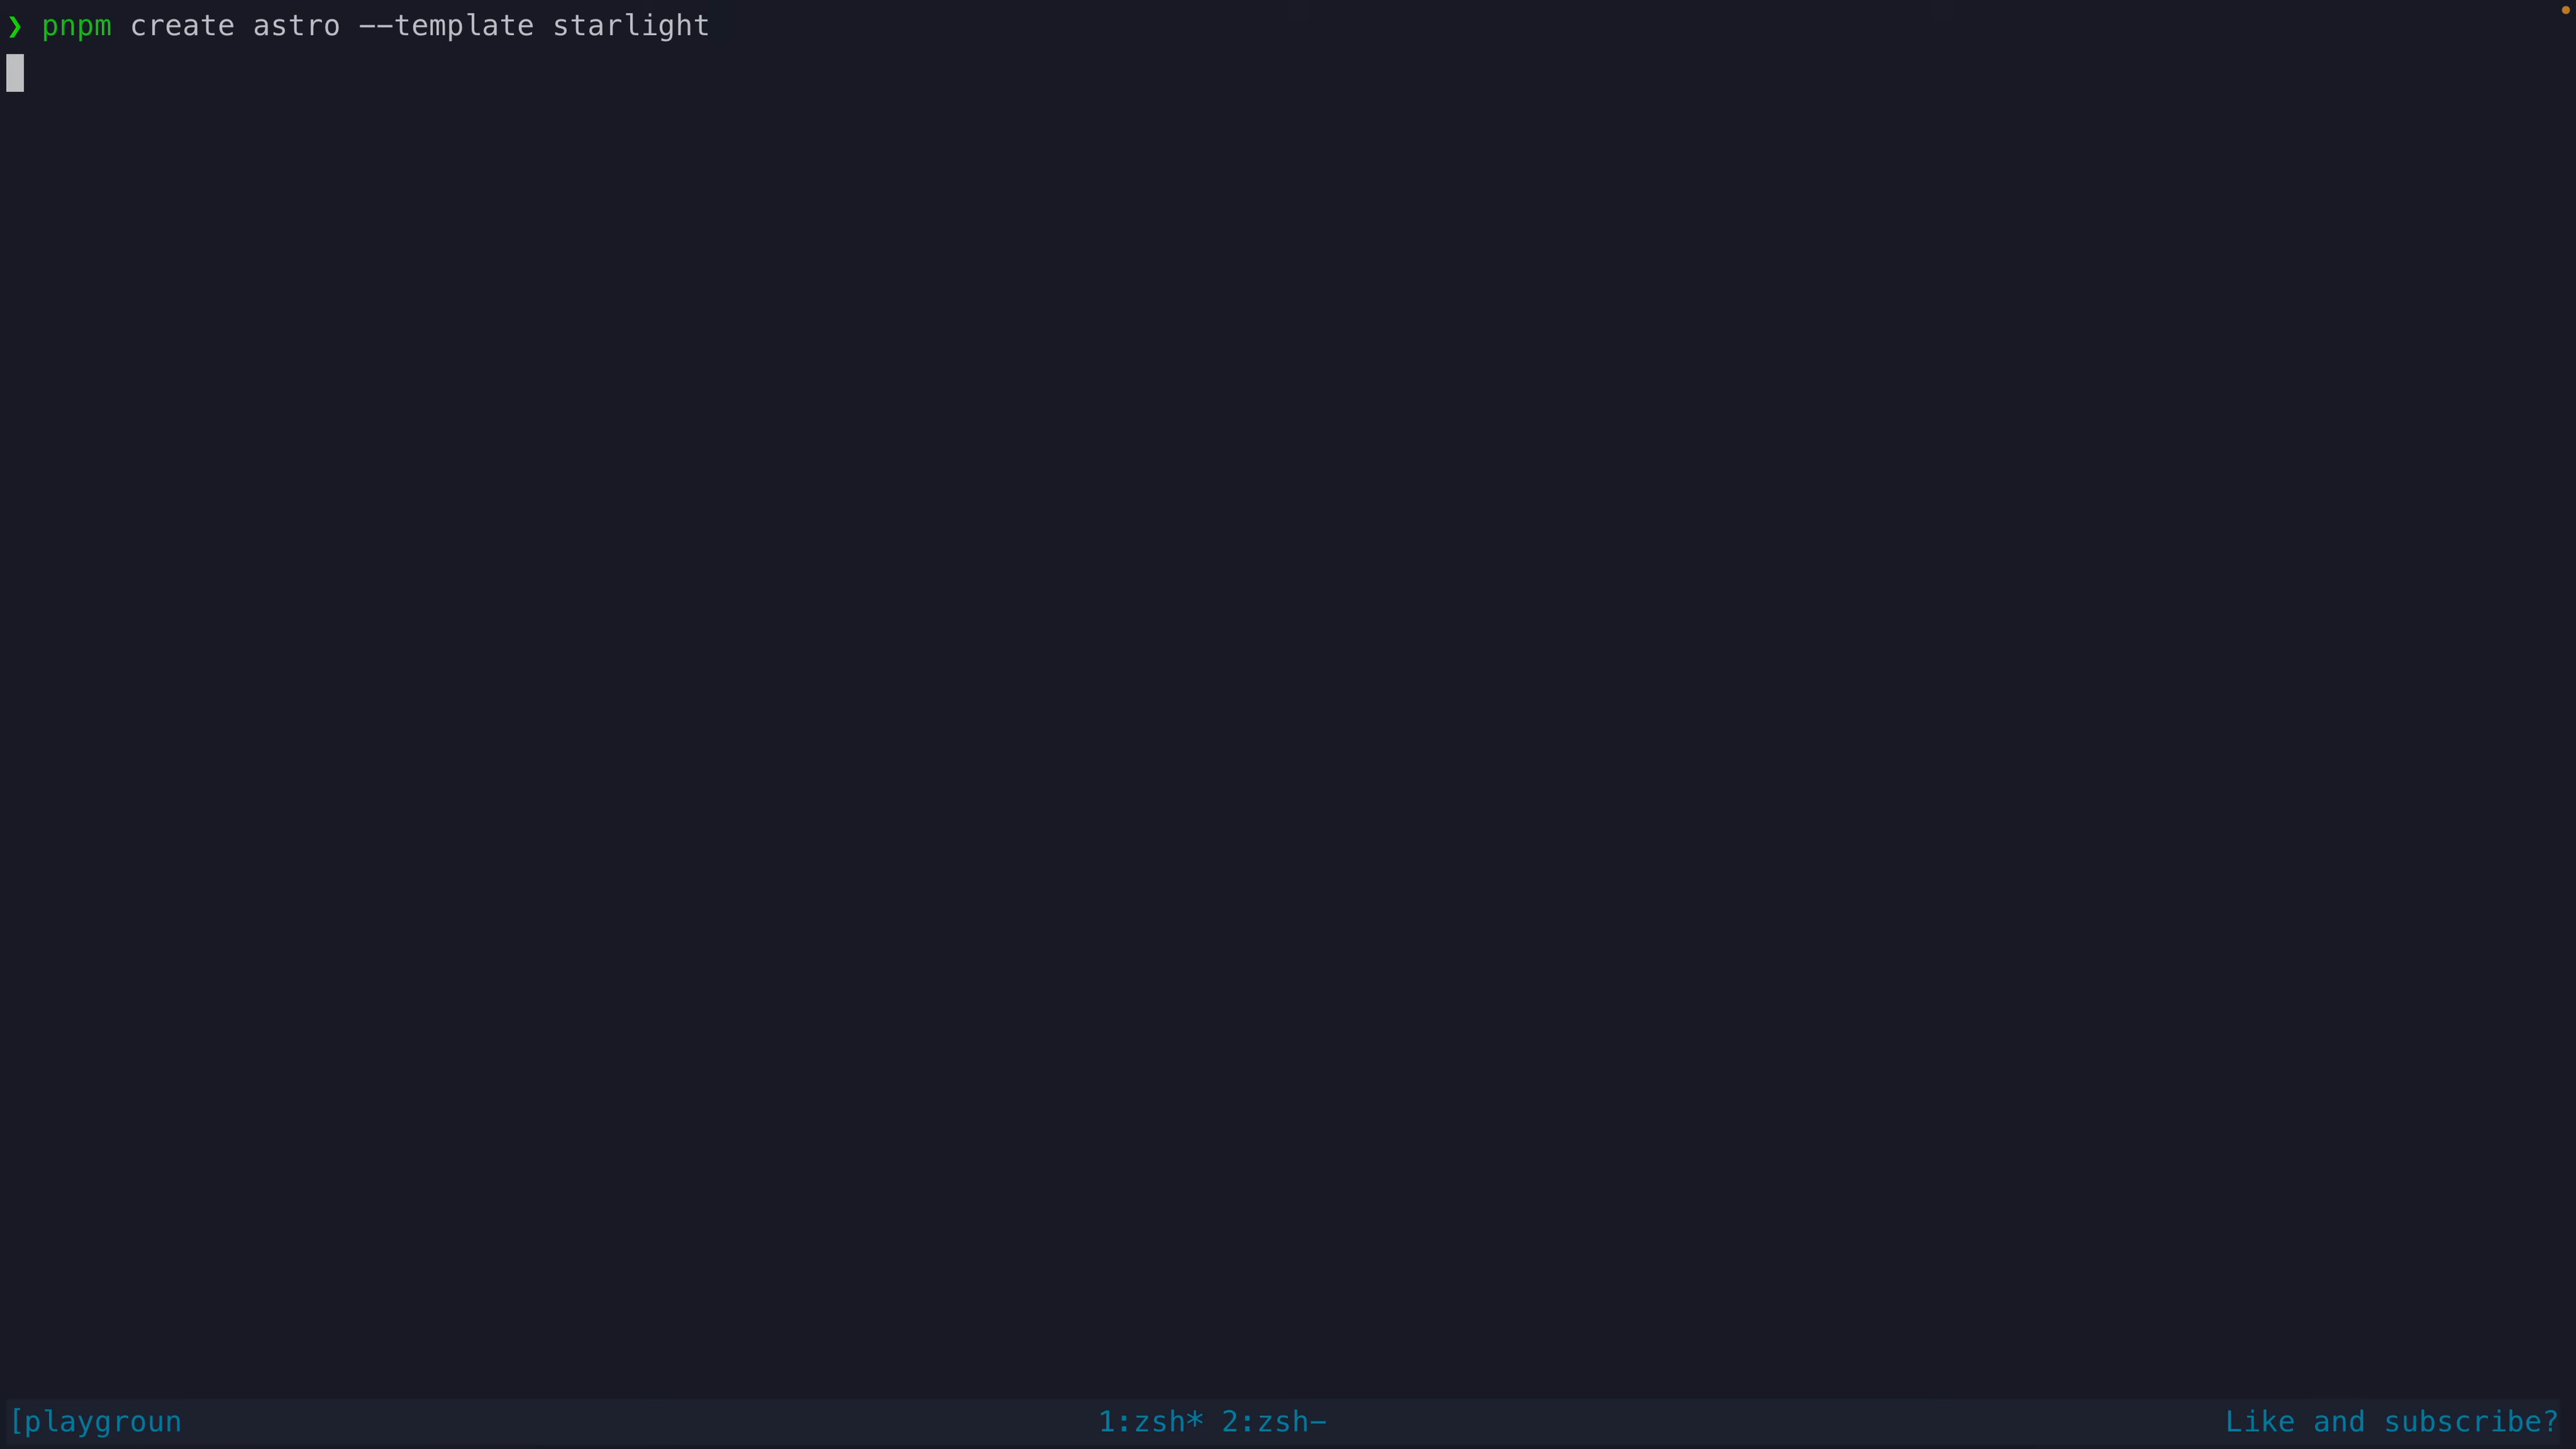 ❯ pnpm create astro --template starlight
[playgroun 1:zsh* 2:zsh- Like and subscribe?